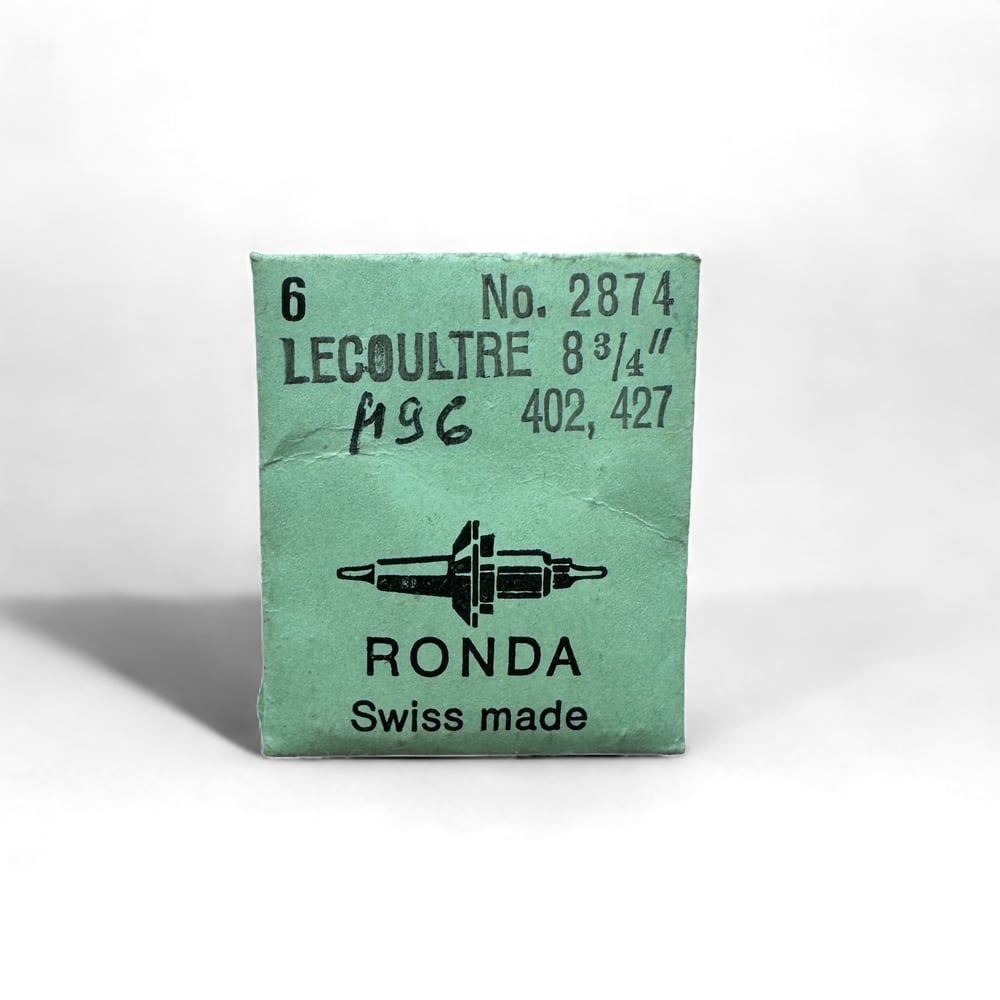 6 No. 2874
LECOULTRE 8 3/4"
496 402, 427
RONDA
Swiss made